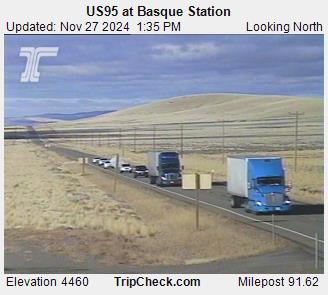 US95 at Basque Station
Updated: Nov 27 2024 1:35 PM Looking North
Elevation 4460 TripCheck.com Milepost 91.62